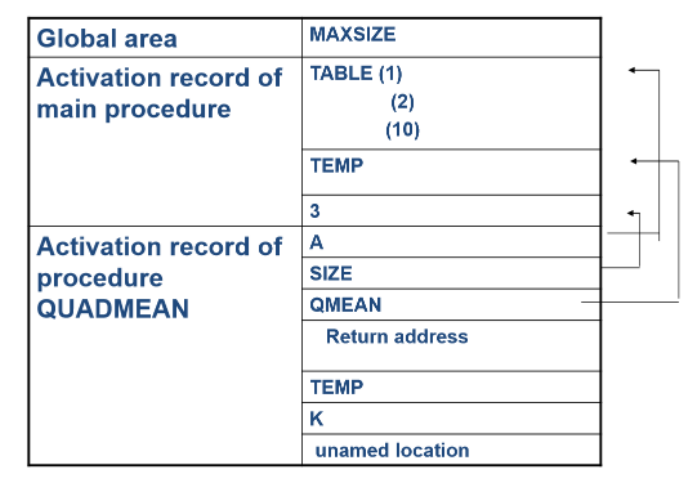 Global area
MAXSIZE
Activation record of
main procedure
TABLE (1)
(2)
(10)
TEMP
3
Activation record of
procedure
QUADMEAN
A
SIZE
QMEAN
Return address
TEMP
K
unamed location